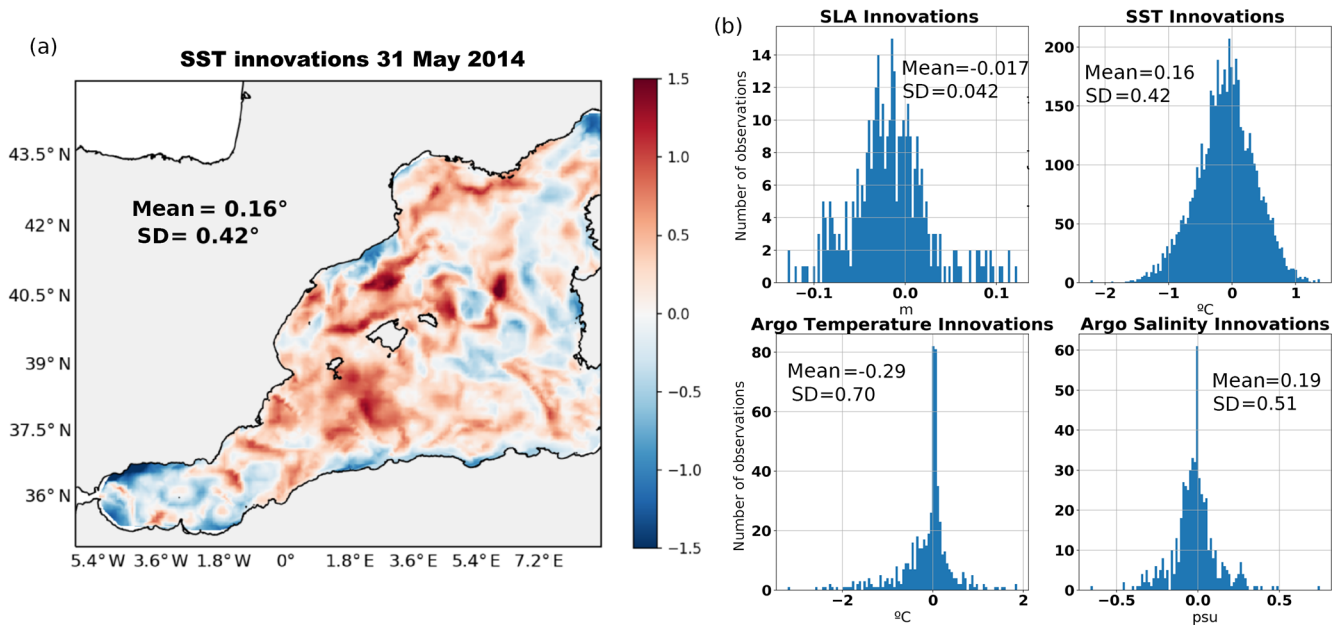 (a)
SST innovations 31 May 2014
Mean = 0.16°
SD= 0.42°
43.5° N
42° N
40.5° N
39° N
37.5° N
36° N
5.4° W 3.6° W 1.8° W 0° 1.8° E 3.6° E 5.4° E 7.2° E
1.5
1.0
0.5
0.0
−0.5
−1.0
−1.5
(b)
SLA Innovations
Mean=-0.017
SD=0.042
Number of observations
14
12
10
8
6
4
2
0
−0.1 0.0 0.1
m
SST Innovations
Mean=0.16
SD=0.42
200
150
100
50
0
−2 −1 0 1
ºC
Argo Temperature Innovations
Mean=-0.29
SD=0.70
Number of observations
80
60
40
20
0
−2 0 2
ºC
Argo Salinity Innovations
Mean=0.19
SD=0.51
60
50
40
30
20
10
0
−0.5 0.0 0.5
psu